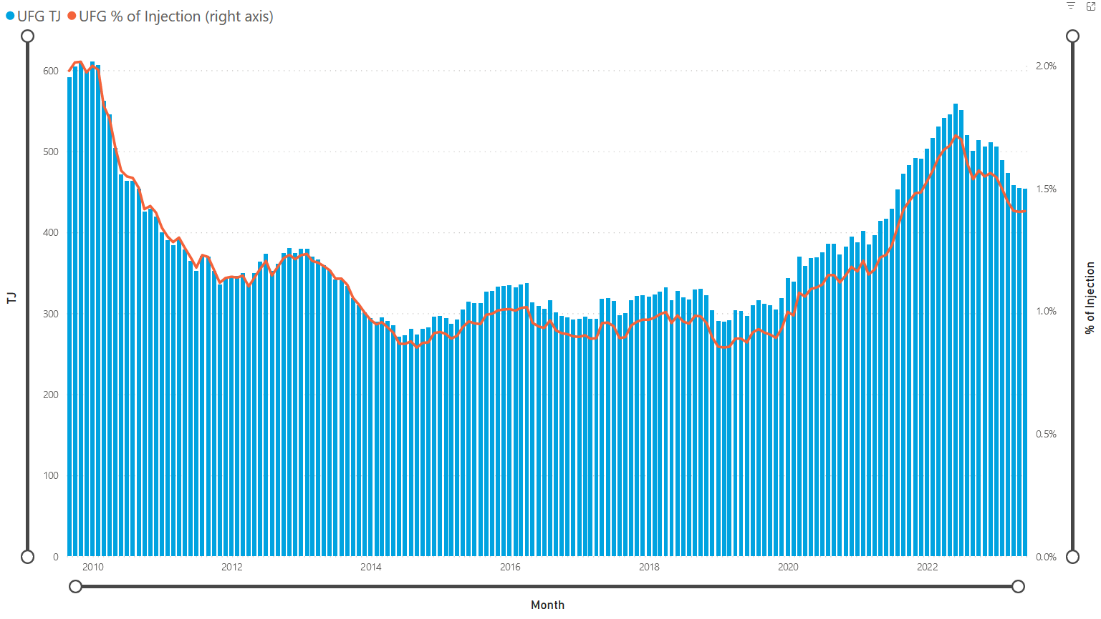 UFG TJ UFG % of Injection (right axis)
600
500
400
300
200
100
0
TJ
2.0%
1.5%
1.0%
0.5%
0.0%
% of Injection
2010 2012 2014 2016 2018 2020 2022
Month